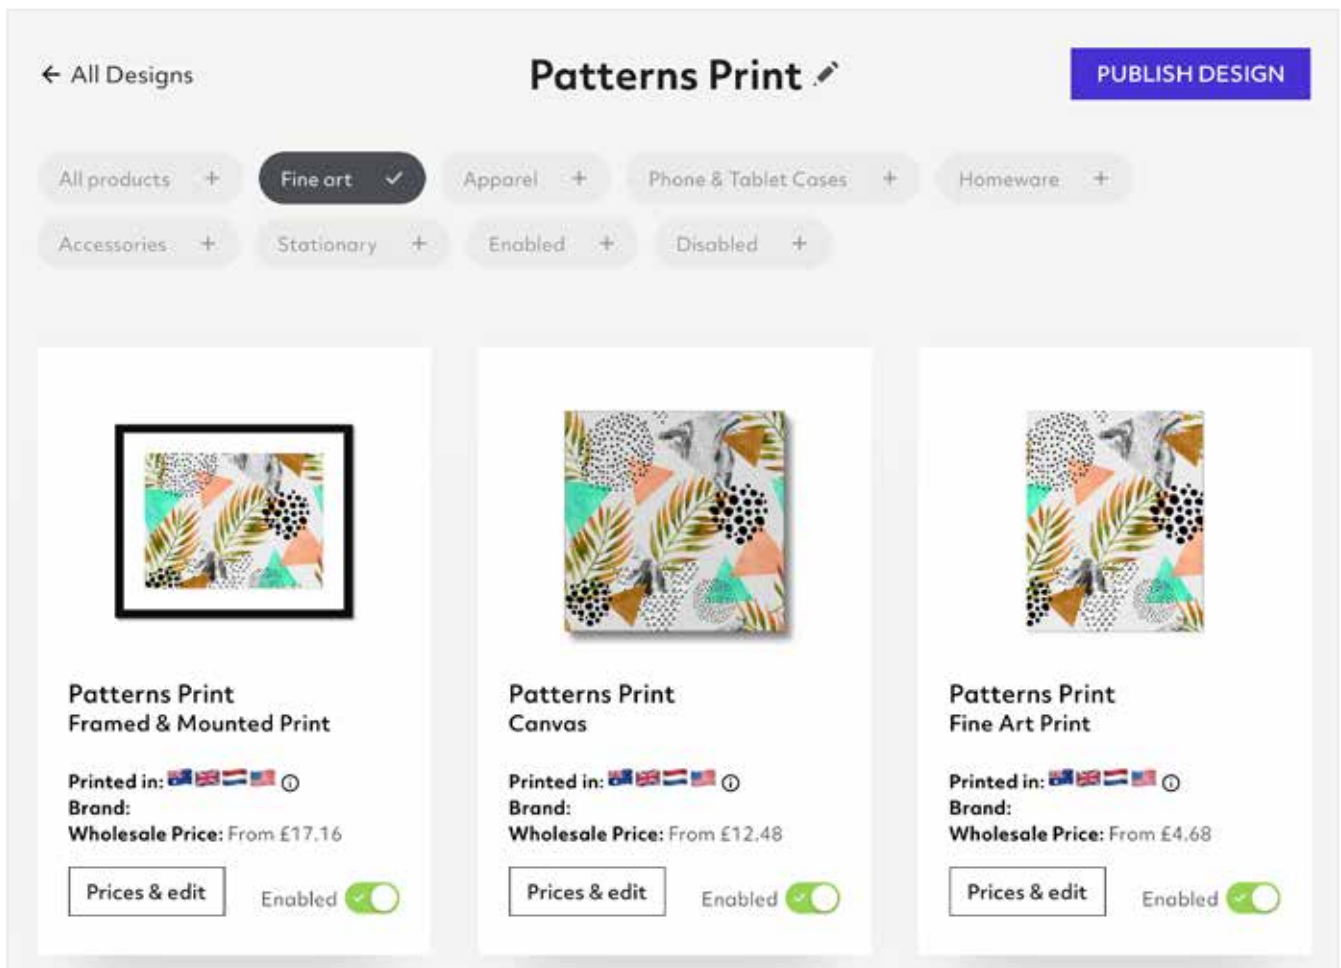 ← All Designs
Patterns Print
PUBLISH DESIGN
All products +
Fine art ✓
Apparel +
Phone & Tablet Cases +
Homeware +
Accessories +
Stationary +
Enabled +
Disabled +
Patterns Print
Framed & Mounted Print
Printed in:
Brand:
Wholesale Price: From £17.16
Prices & edit
Enabled
Patterns Print
Canvas
Printed in:
Brand:
Wholesale Price: From £12.48
Prices & edit
Enabled
Patterns Print
Fine Art Print
Printed in:
Brand:
Wholesale Price: From £4.68
Prices & edit
Enabled